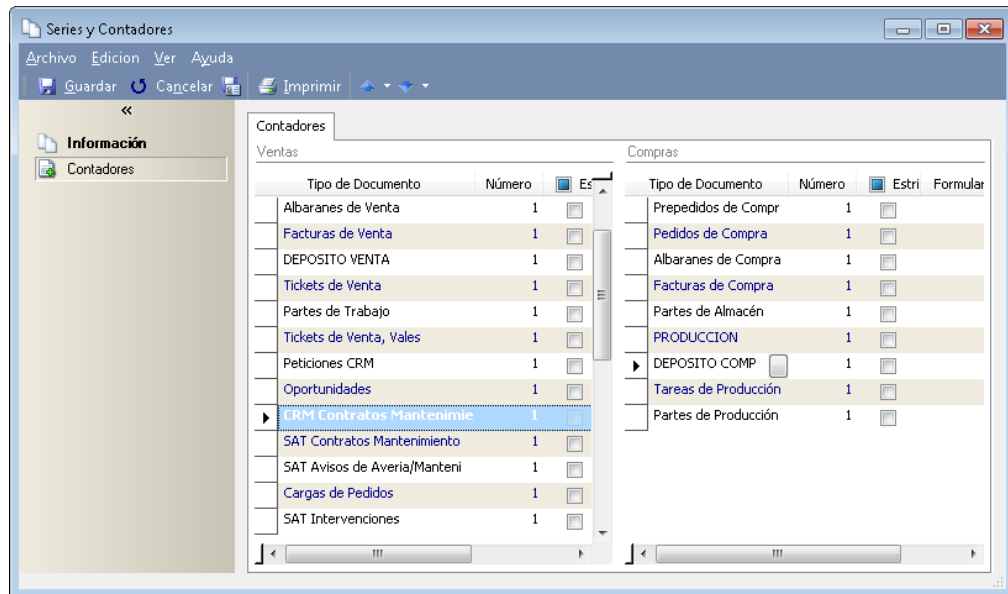 Series y Contadores
Archivo Edicion Ver Ayuda
Guardar Cancelar Imprimir
«
Información
Contadores
Contadores
Ventas
Tipo de Documento Número Es
Albaranes de Venta 1
Facturas de Venta 1
DEPOSITO VENTA 1
Tickets de Venta 1
Partes de Trabajo 1
Tickets de Venta, Vales 1
Peticiones CRM 1
Oportunidades 1
CRM Contratos Mantenimie 1
SAT Contratos Mantenimiento 1
SAT Avisos de Averia/Manteni 1
Cargas de Pedidos 1
SAT Intervenciones 1
Compras
Tipo de Documento Número Estri Formular
Prepedidos de Compr 1
Pedidos de Compra 1
Albaranes de Compra 1
Facturas de Compra 1
Partes de Almacén 1
PRODUCCION 1
DEPOSITO COMP 1
Tareas de Producción 1
Partes de Producción 1